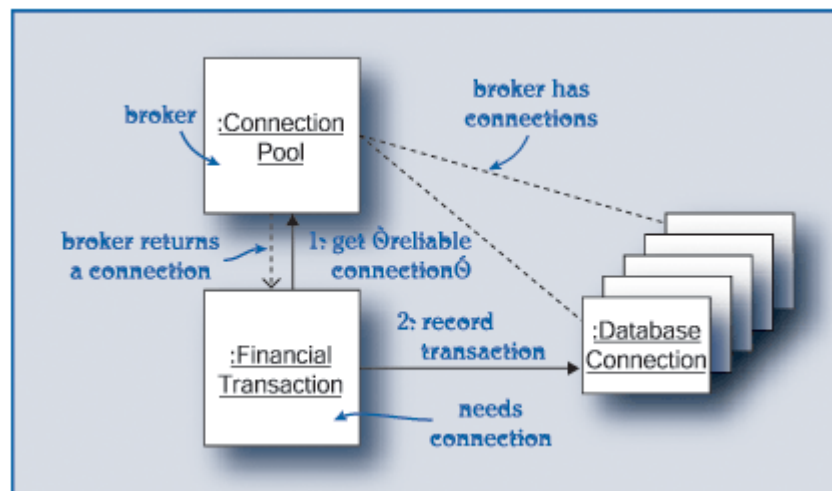 broker
:Connection
Pool
broker has
connections
broker returns
a connection
1: get Òreliable
connectionÓ
:Financial
Transaction
2: record
transaction
:Database
Connection
needs
connection